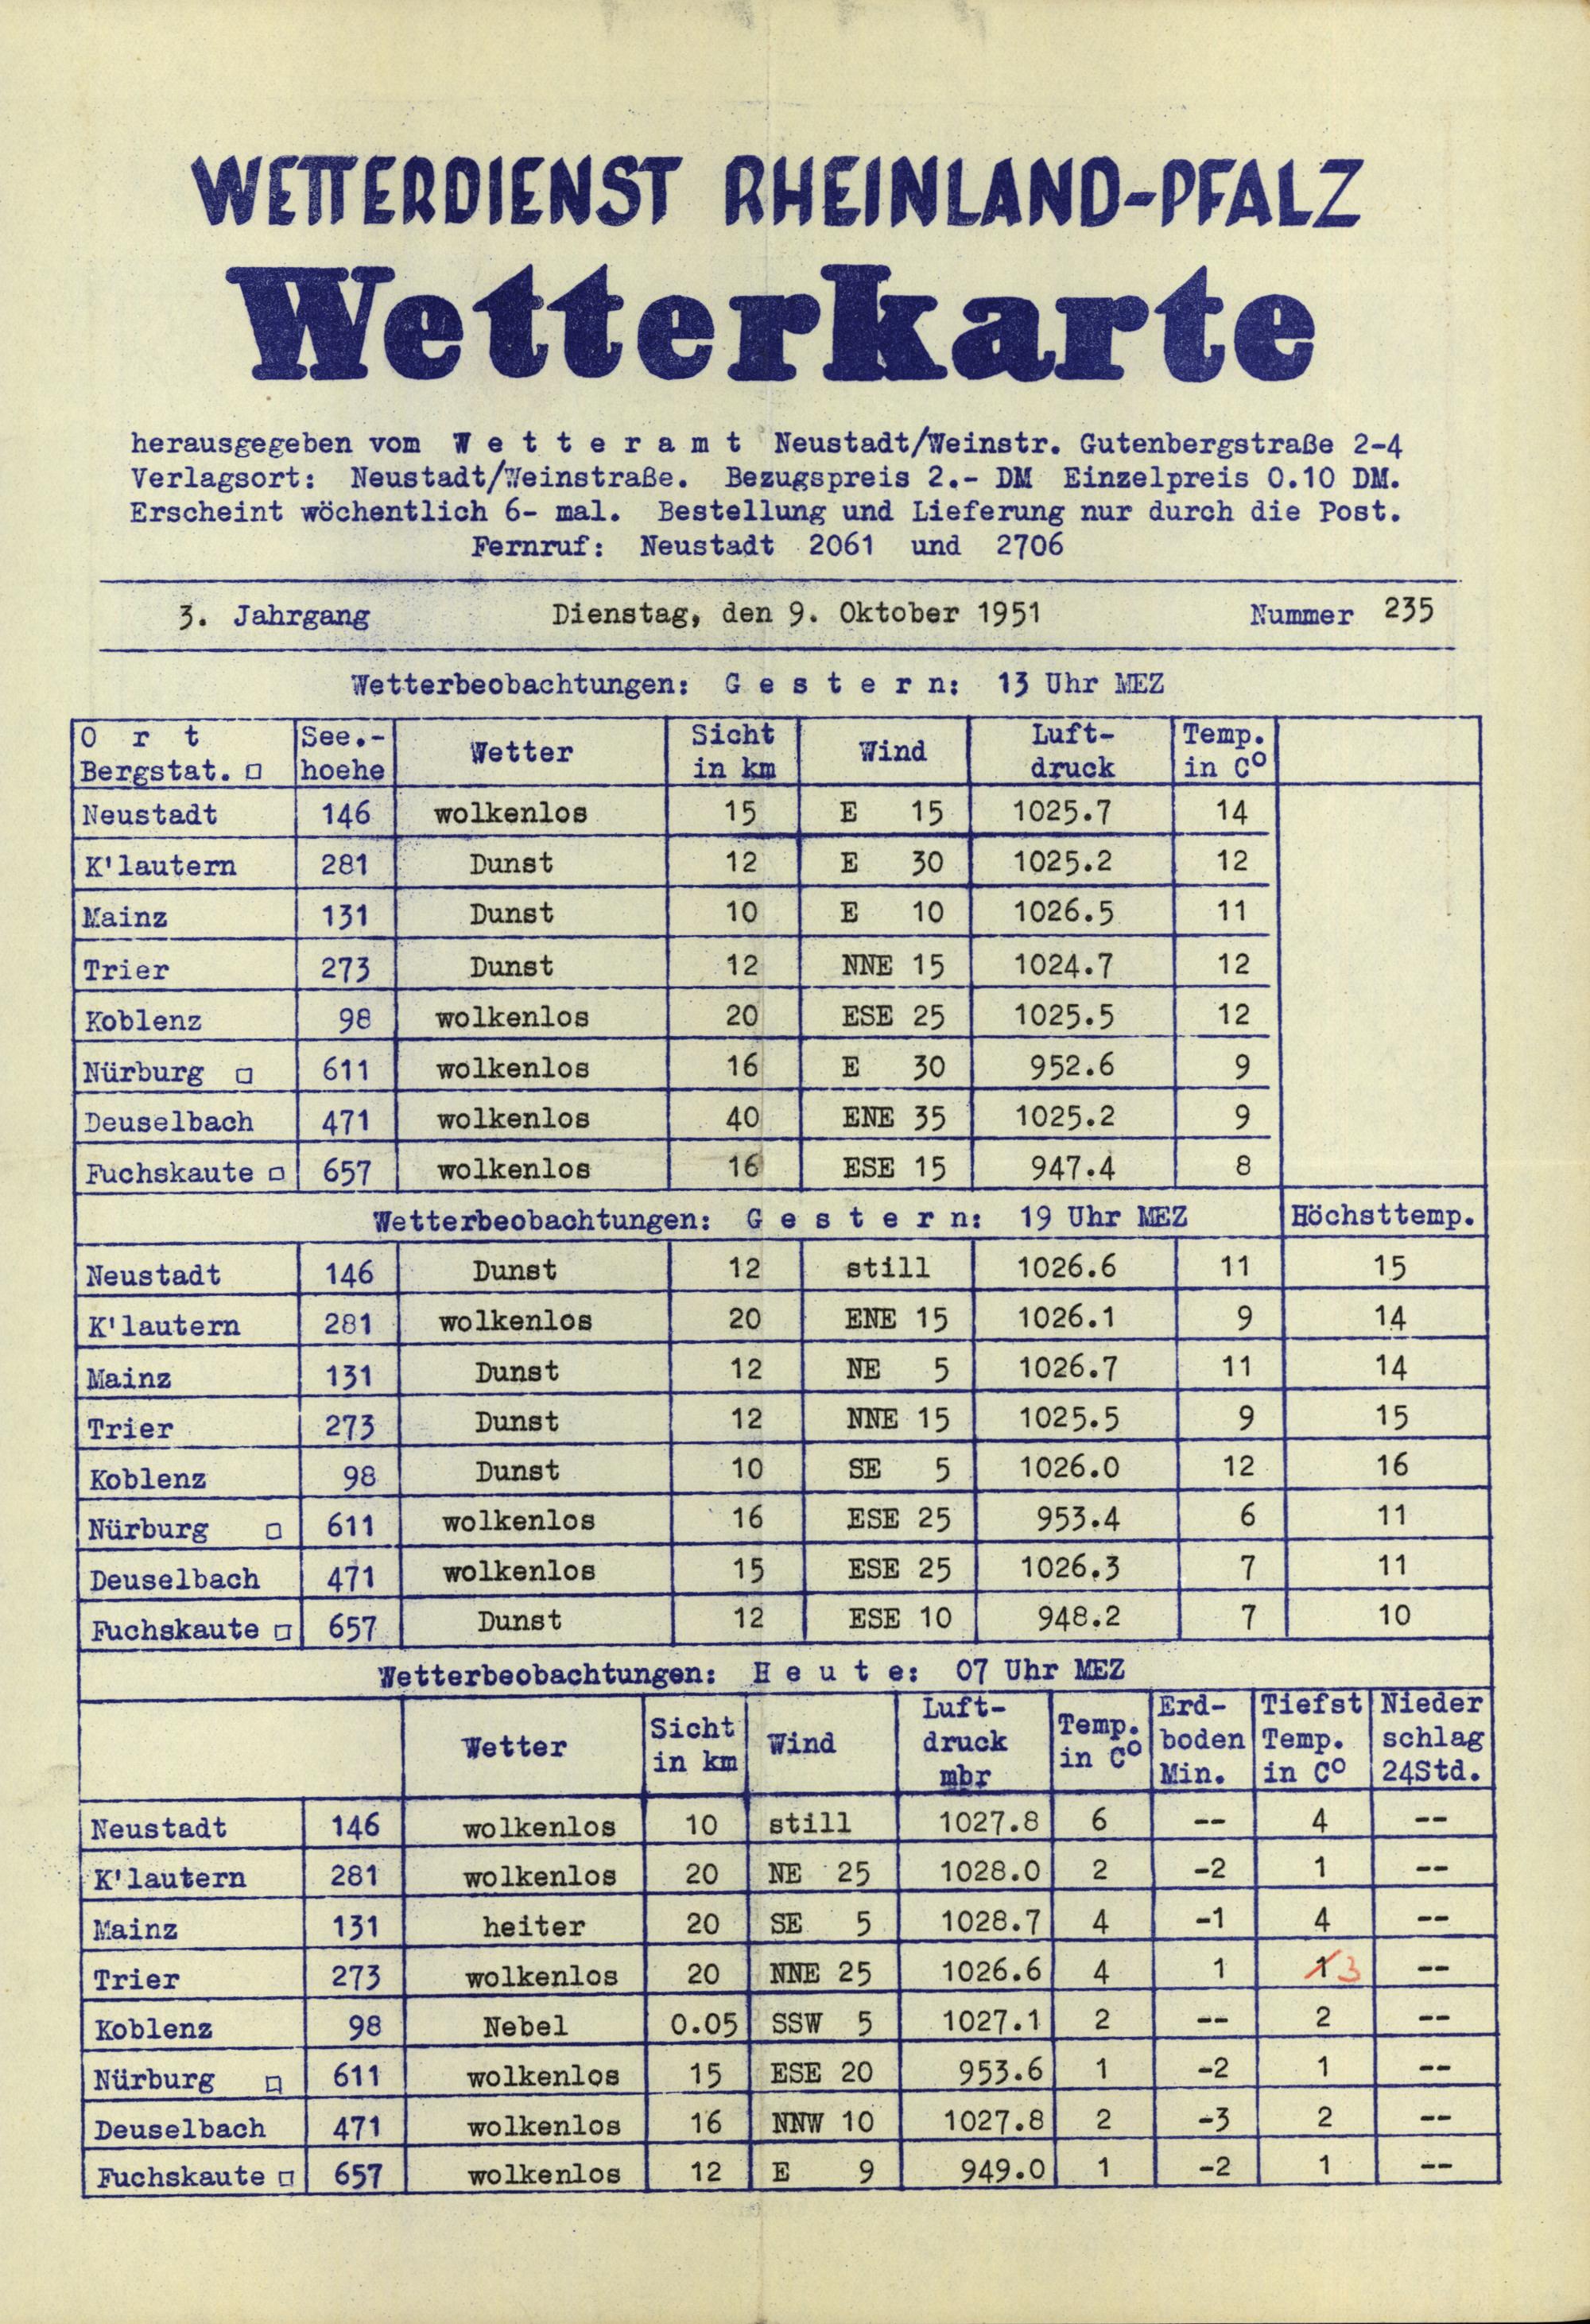 WETTERDIENST RHEINLAND-PFALZ
Wetterkarte
herausgegeben vom W e t t e r a m t Neustadt/Weinstr. Gutenbergstraße 2-4
Verlagsort: Neustadt/Weinstraße. Bezugspreis 2.- DM Einzelpreis 0.10 DM.
Erscheint wöchentlich 6- mal. Bestellung und Lieferung nur durch die Post.
Fernruf: Neustadt 2061 und 2706
3. Jahrgang Dienstag, den 9. Oktober 1951 Nummer 235
Wetterbeobachtungen: G e s t e r n: 13 Uhr MEZ
O r t See.- Wetter Sicht Wind Luft- Temp.
Bergstat. □ hoehe in km druck in C°
Neustadt 146 wolkenlos 15 E 15 1025.7 14
K'lautern 281 Dunst 12 E 30 1025.2 12
Mainz 131 Dunst 10 E 10 1026.5 11
Trier 273 Dunst 12 NNE 15 1024.7 12
Koblenz 98 wolkenlos 20 ESE 25 1025.5 12
Nürburg □ 611 wolkenlos 16 E 30 952.6 9
Deuselbach 471 wolkenlos 40 ENE 35 1025.2 9
Fuchskaute □ 657 wolkenlos 16 ESE 15 947.4 8
Wetterbeobachtungen: G e s t e r n: 19 Uhr MEZ Höchsttemp.
Neustadt 146 Dunst 12 still 1026.6 11 15
K'lautern 281 wolkenlos 20 ENE 15 1026.1 9 14
Mainz 131 Dunst 12 NE 5 1026.7 11 14
Trier 273 Dunst 12 NNE 15 1025.5 9 15
Koblenz 98 Dunst 10 SE 5 1026.0 12 16
Nürburg □ 611 wolkenlos 16 ESE 25 953.4 6 11
Deuselbach 471 wolkenlos 15 ESE 25 1026.3 7 11
Fuchskaute □ 657 Dunst 12 ESE 10 948.2 7 10
Wetterbeobachtungen: H e u t e: 07 Uhr MEZ
Luft- Erd- Tiefst Nieder
Wetter Sicht Wind druck Temp. boden Temp. schlag
in km mbr in C° Min. in C° 24Std.
Neustadt 146 wolkenlos 10 still 1027.8 6 -- 4 --
K'lautern 281 wolkenlos 20 NE 25 1028.0 2 -2 1 --
Mainz 131 heiter 20 SE 5 1028.7 4 -1 4 --
Trier 273 wolkenlos 20 NNE 25 1026.6 4 1 1 3 --
Koblenz 98 Nebel 0.05 SSW 5 1027.1 2 -- 2 --
Nürburg □ 611 wolkenlos 15 ESE 20 953.6 1 -2 1 --
Deuselbach 471 wolkenlos 16 NNW 10 1027.8 2 -3 2 --
Fuchskaute □ 657 wolkenlos 12 E 9 949.0 1 -2 1 --